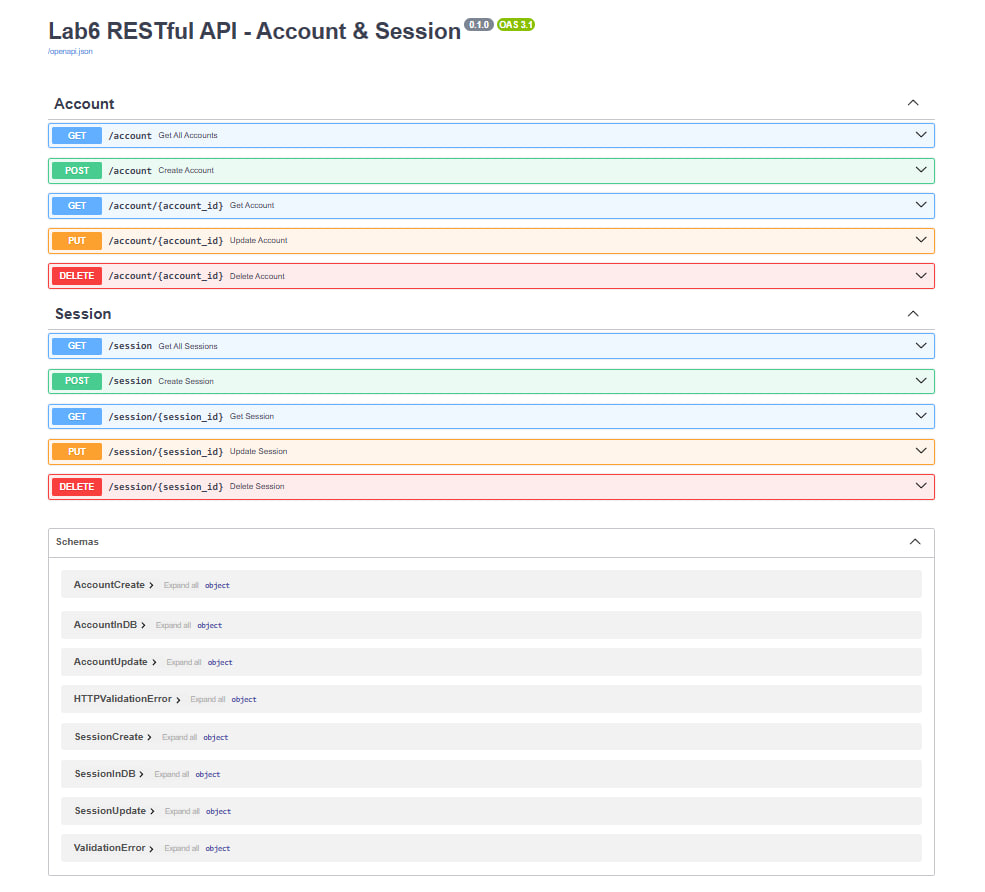 Lab6 RESTful API - Account & Session 0.1.0 OAS 3.1
/openapi.json
Account
GET /account Get All Accounts
POST /account Create Account
GET /account/{account_id} Get Account
PUT /account/{account_id} Update Account
DELETE /account/{account_id} Delete Account
Session
GET /session Get All Sessions
POST /session Create Session
GET /session/{session_id} Get Session
PUT /session/{session_id} Update Session
DELETE /session/{session_id} Delete Session
Schemas
AccountCreate Expand all object
AccountInDB Expand all object
AccountUpdate Expand all object
HTTPValidationError Expand all object
SessionCreate Expand all object
SessionInDB Expand all object
SessionUpdate Expand all object
ValidationError Expand all object